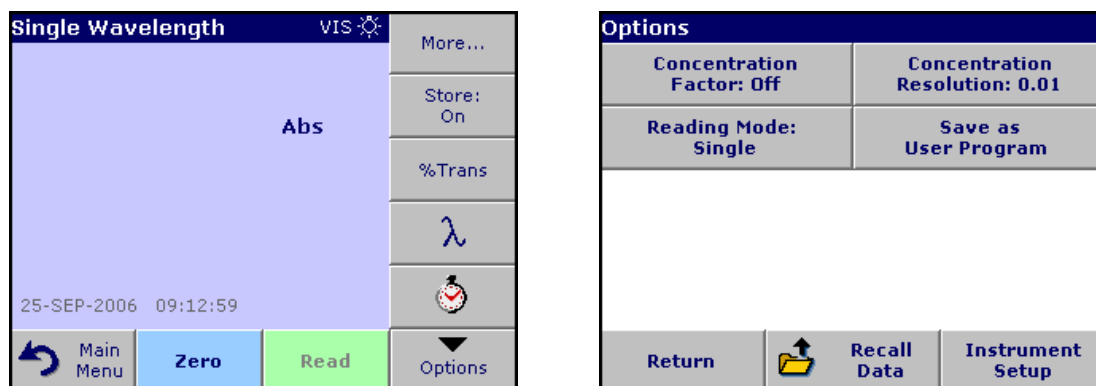 Single Wavelength VIS
More...
Store:
On
Abs
%Trans
λ
25-SEP-2006 09:12:59
Main
Menu
Zero
Read
Options
Options
Concentration
Factor: Off
Concentration
Resolution: 0.01
Reading Mode:
Single
Save as
User Program
Return
Recall
Data
Instrument
Setup